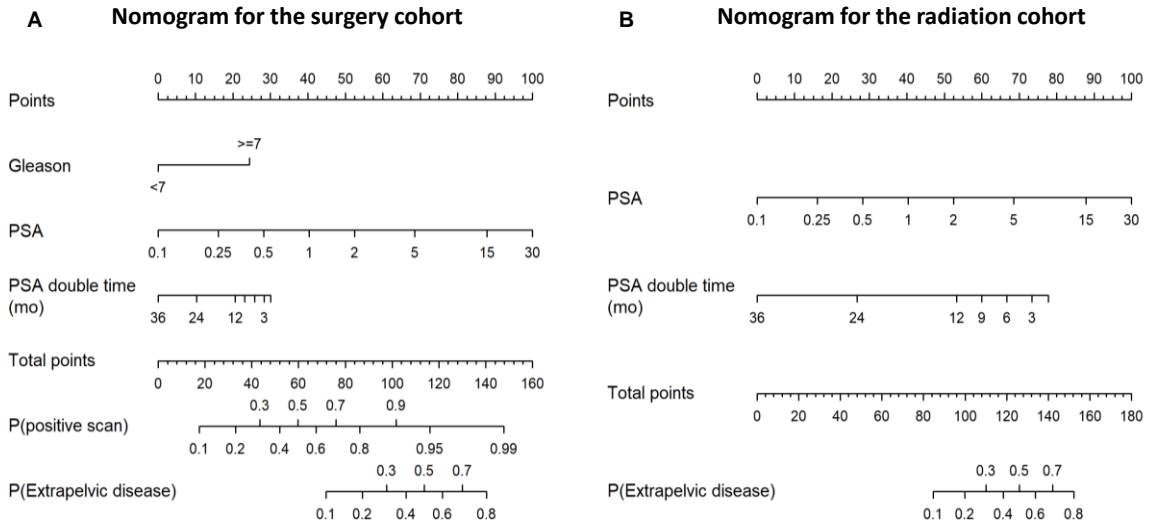 A Nomogram for the surgery cohort
0 10 20 30 40 50 60 70 80 90 100
Points
>=7
Gleason
<7
PSA
0.1 0.25 0.5 1 2 5 15 30
PSA double time
(mo)
36 24 12 3
Total points
0 20 40 60 80 100 120 140 160
0.3 0.5 0.7 0.9
P(positive scan)
0.1 0.2 0.4 0.6 0.8 0.95 0.99
0.3 0.5 0.7
P(Extrapelvic disease)
0.1 0.2 0.4 0.6 0.8
B Nomogram for the radiation cohort
0 10 20 30 40 50 60 70 80 90 100
Points
PSA
0.1 0.25 0.5 1 2 5 15 30
PSA double time
(mo)
36 24 12 9 6 3
Total points
0 20 40 60 80 100 120 140 160 180
0.3 0.5 0.7
P(Extrapelvic disease)
0.1 0.2 0.4 0.6 0.8